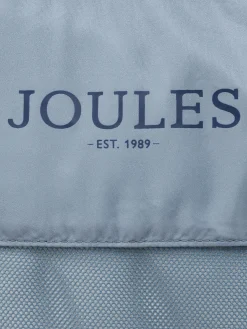 JOULES
- EST. 1989 -